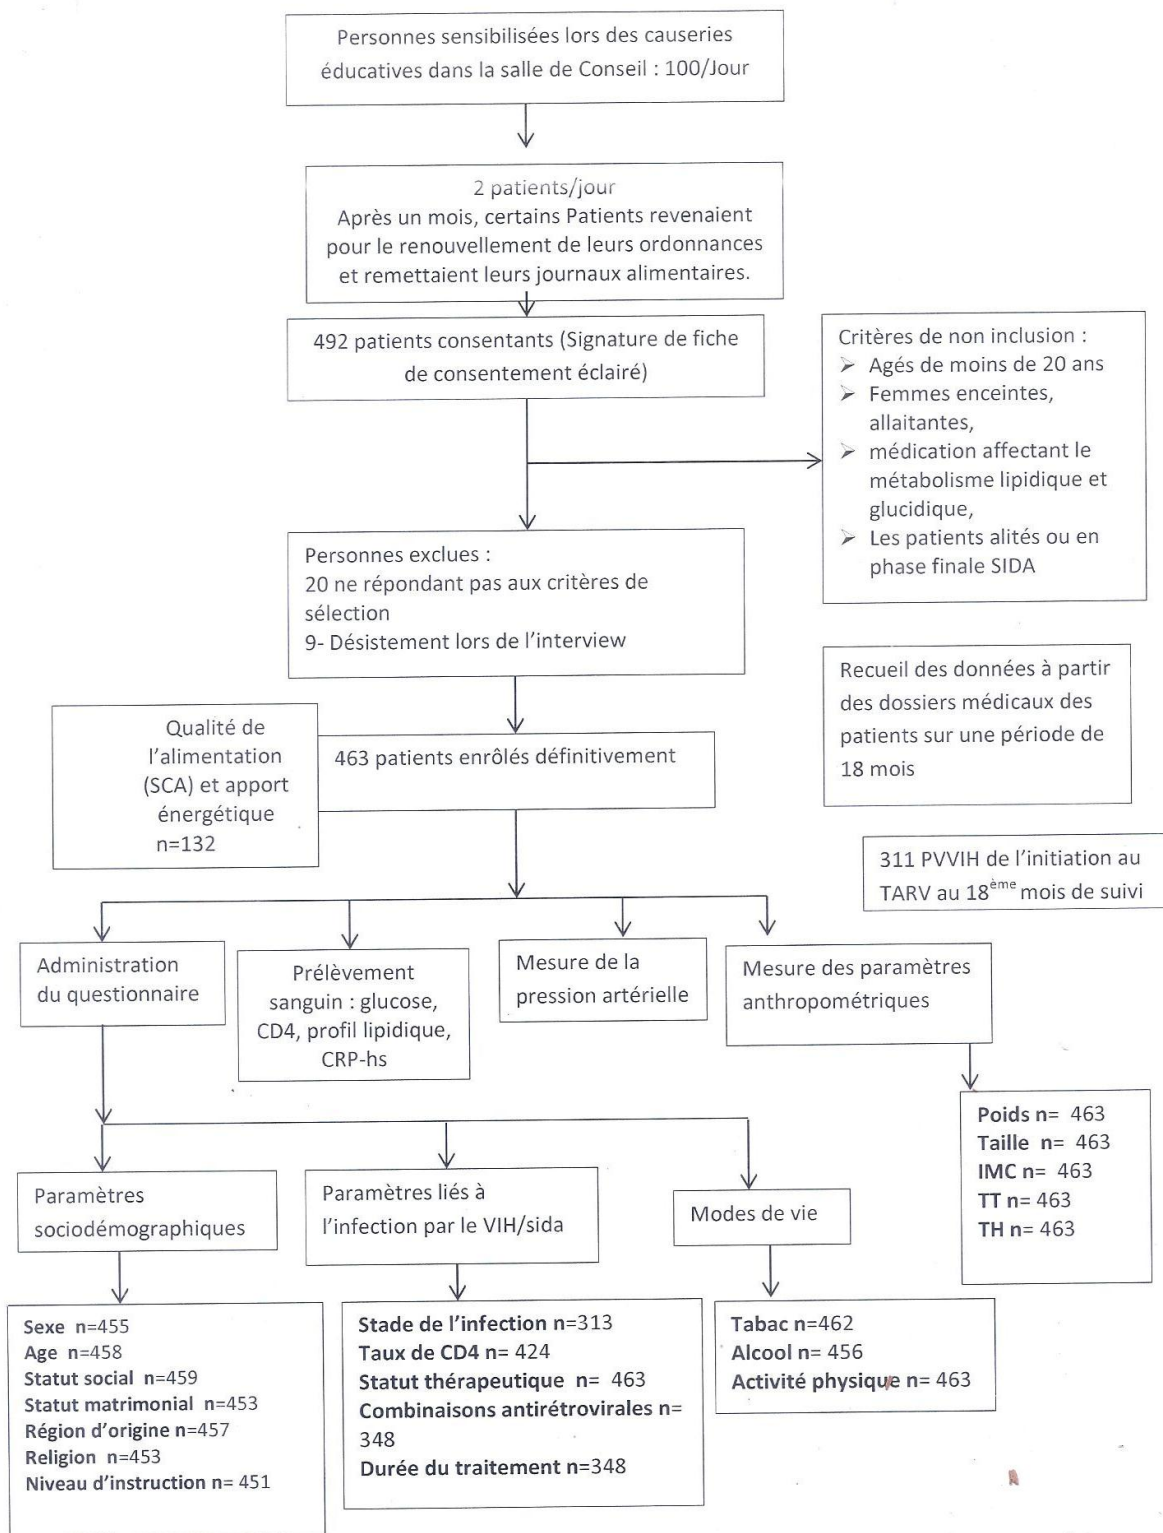 Personnes sensibilisées lors des causeries
éducatives dans la salle de Conseil : 100/Jour
2 patients/jour
Après un mois, certains Patients revenaient
pour le renouvellement de leurs ordonnances
et remettaient leurs journaux alimentaires.
492 patients consentants (Signature de fiche
de consentement éclairé)
Critères de non inclusion :
➢ Agés de moins de 20 ans
➢ Femmes enceintes,
allaitantes,
➢ médication affectant le
métabolisme lipidique et
glucidique,
➢ Les patients alités ou en
phase finale SIDA
Personnes exclues :
20 ne répondant pas aux critères de
sélection
9- Désistement lors de l'interview
Recueil des données à partir
des dossiers médicaux des
patients sur une période de
18 mois
Qualité de
l'alimentation
(SCA) et apport
énergétique
n=132
463 patients enrôlés définitivement
311 PVVIH de l'initiation au
TARV au 18ème mois de suivi
Administration
du questionnaire
Prélèvement
sanguin : glucose,
CD4, profil lipidique,
CRP-hs
Mesure de la
pression artérielle
Mesure des paramètres
anthropométriques
Poids n= 463
Taille n= 463
IMC n= 463
TT n= 463
TH n= 463
Paramètres
sociodémographiques
Paramètres liés à
l'infection par le VIH/sida
Modes de vie
Sexe n=455
Age n=458
Statut social n=459
Statut matrimonial n=453
Région d'origine n=457
Religion n=453
Niveau d'instruction n= 451
Stade de l'infection n=313
Taux de CD4 n= 424
Statut thérapeutique n= 463
Combinaisons antirétrovirales n=
348
Durée du traitement n=348
Tabac n=462
Alcool n= 456
Activité physique n= 463